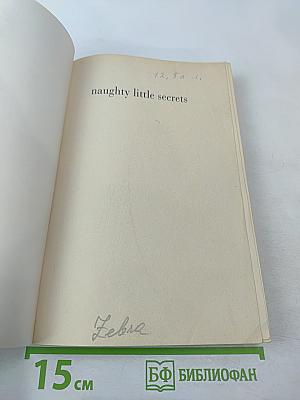 12,50 л.
naughty little secrets
Zebra
15 см
БФ БИБЛИОФАН